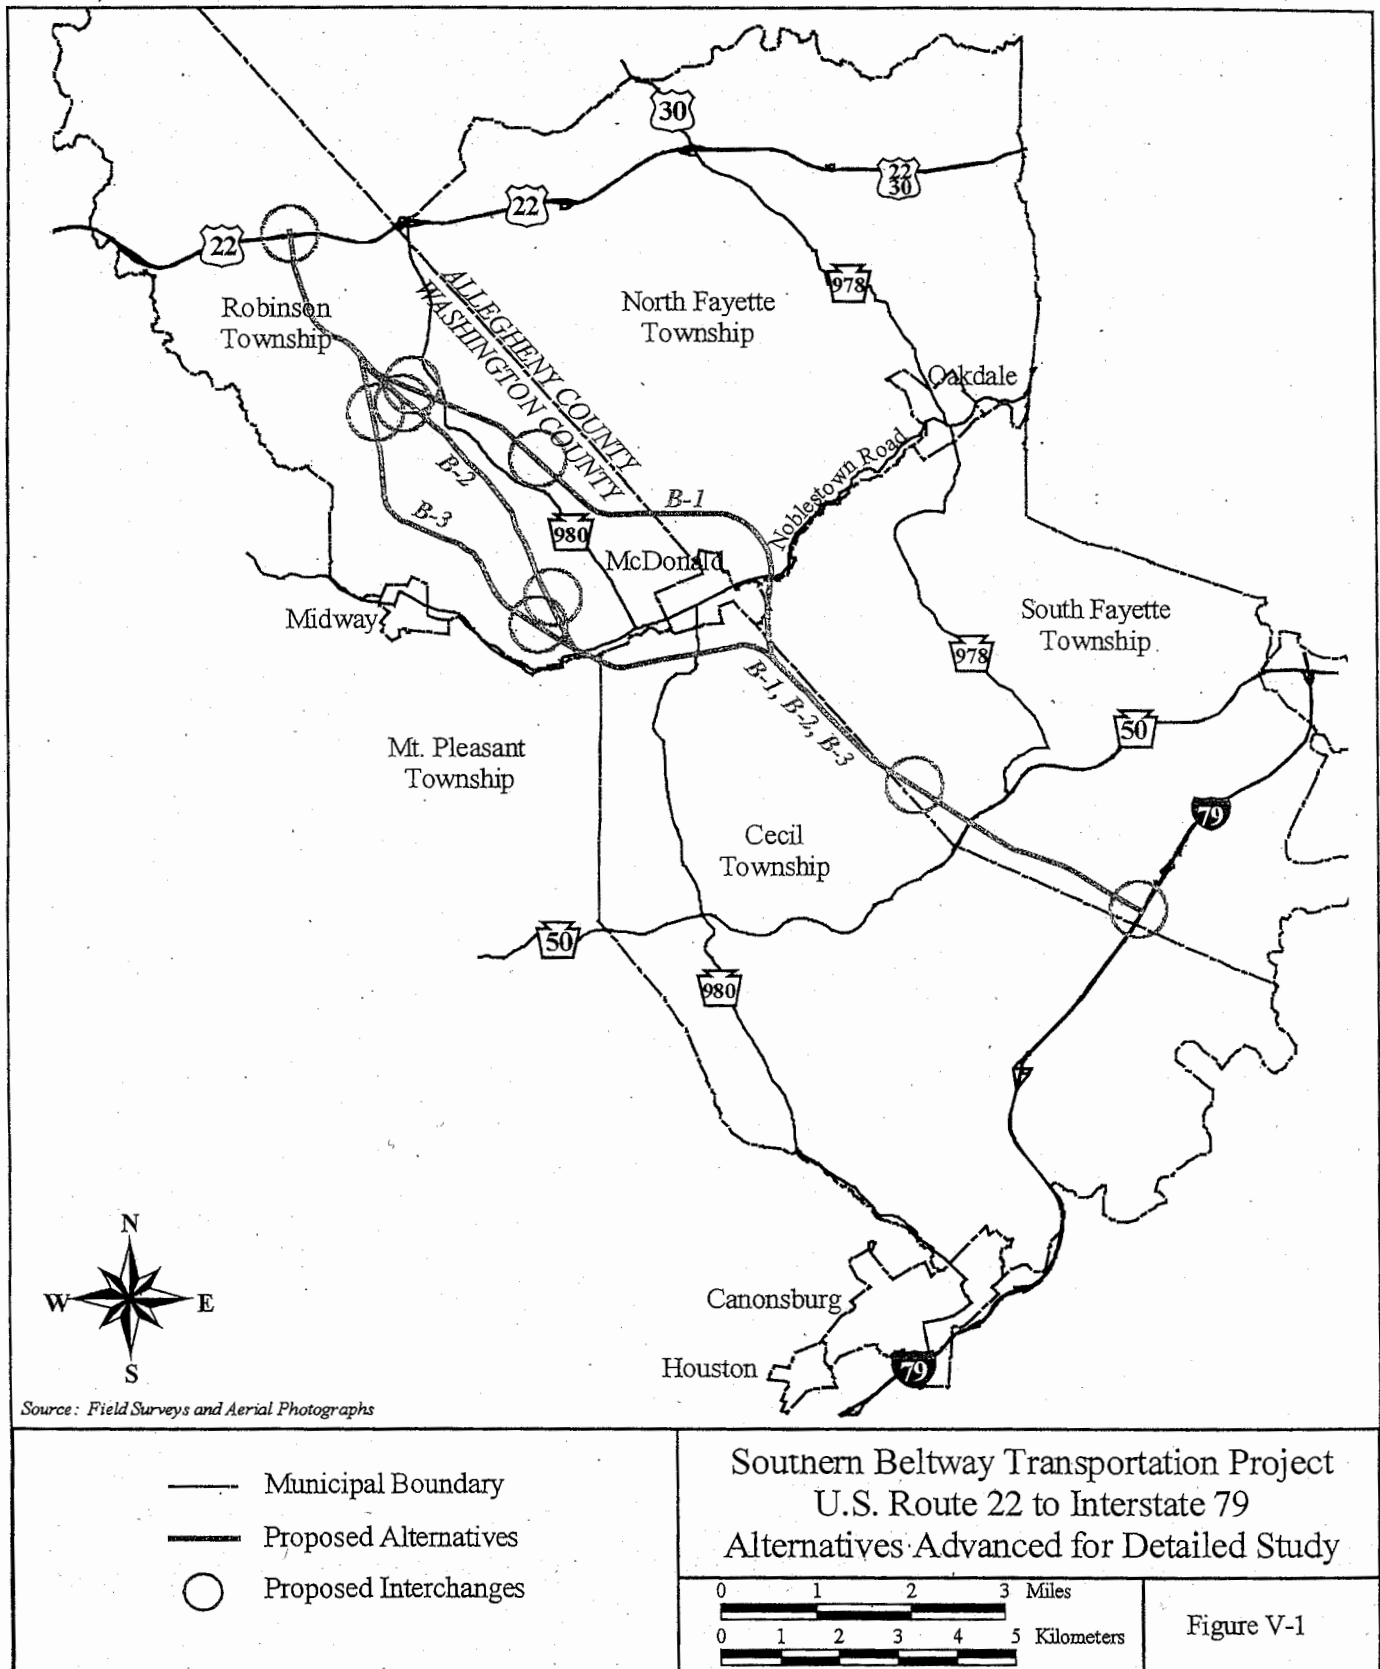 30
22
30
22
22
978
ALLEGHENY COUNTY
WASHINGTON COUNTY
Robinson
Township
North Fayette
Township
Oakdale
Noblestown Road
B-2
B-1
B-3
980
McDonald
Midway
South Fayette
Township
978
B-1, B-2, B-3
50
Mt. Pleasant
Township
79
Cecil
Township
50
980
N
W
E
S
Canonsburg
Houston
79
Source: Field Surveys and Aerial Photographs
Municipal Boundary
Proposed Alternatives
Proposed Interchanges
Southern Beltway Transportation Project
U.S. Route 22 to Interstate 79
Alternatives Advanced for Detailed Study
0 1 2 3 Miles
0 1 2 3 4 5 Kilometers
Figure V-1